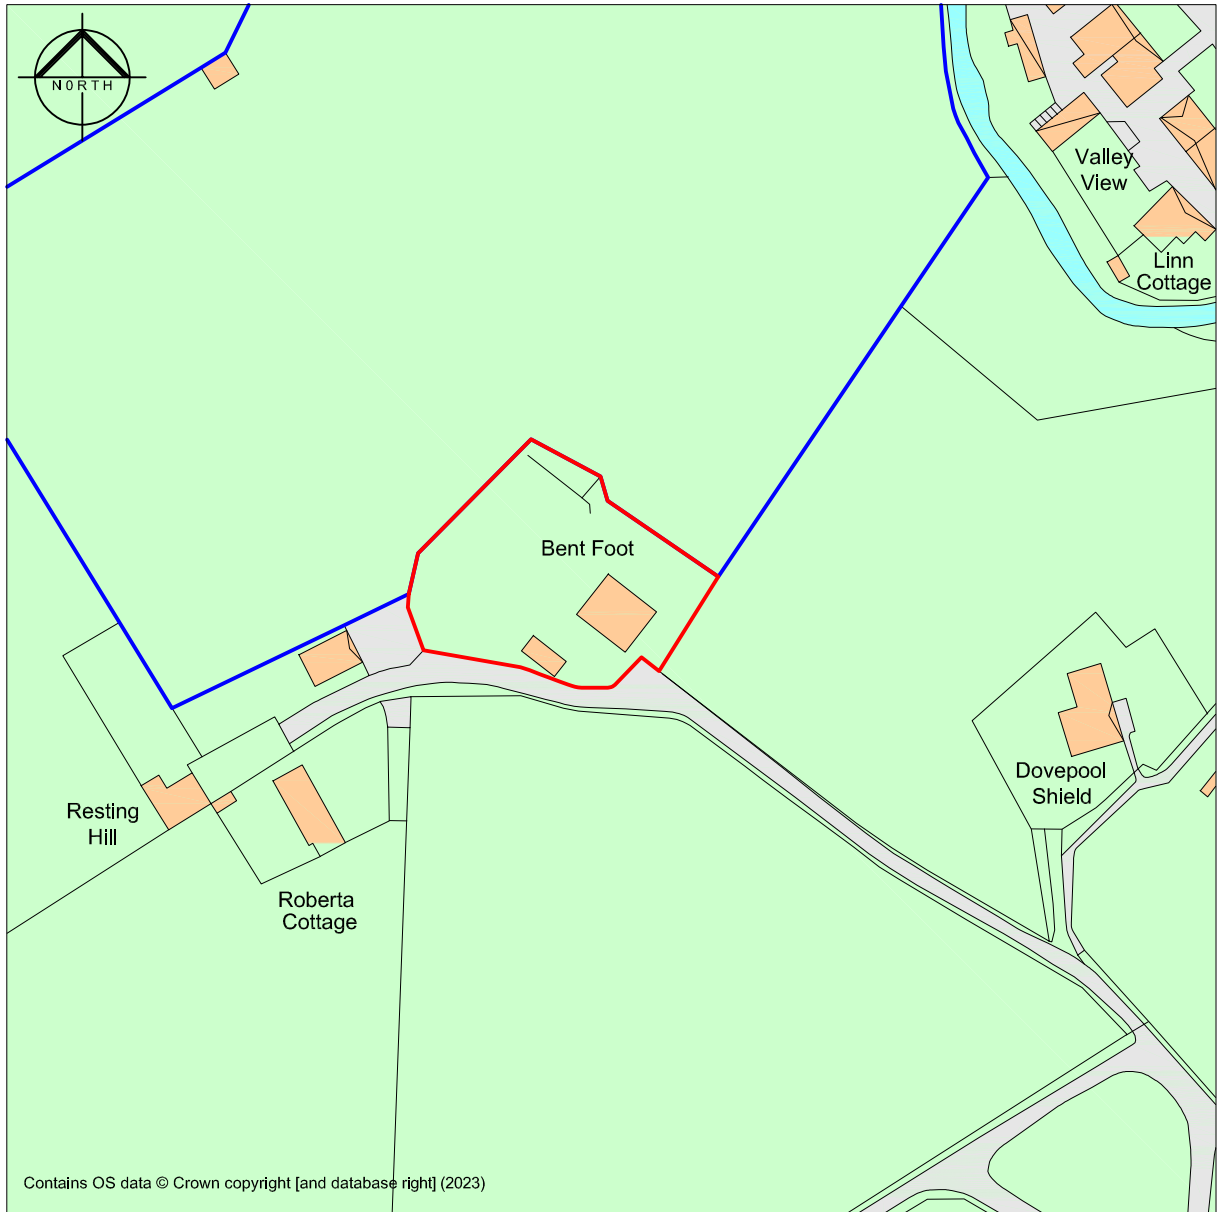 NORTH
Valley
View
Linn
Cottage
Bent Foot
Dovepool
Shield
Resting
Hill
Roberta
Cottage
Contains OS data © Crown copyright [and database right] (2023)